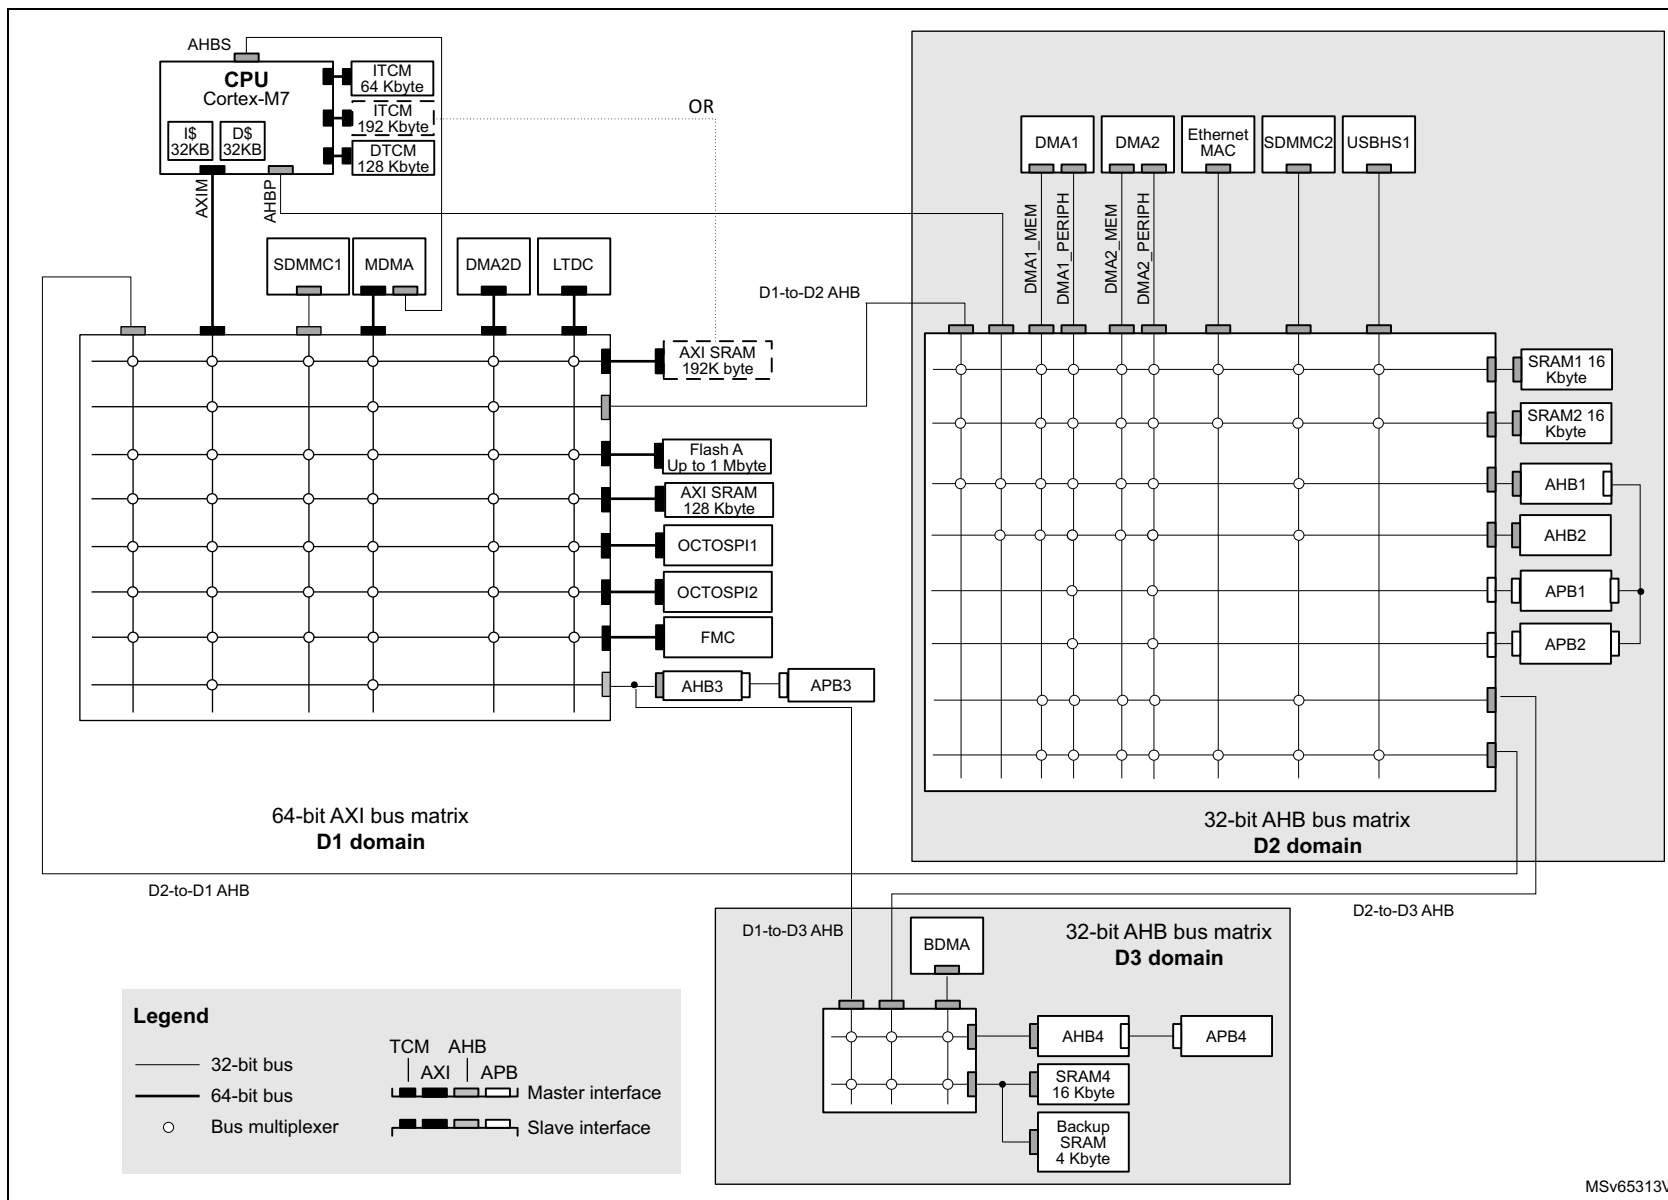 AHBS
CPU
Cortex-M7
I$
32KB
D$
32KB
ITCM
64 Kbyte
ITCM
192 Kbyte
DTCM
128 Kbyte
OR
AXIM
AHBP
SDMMC1
MDMA
DMA2D
LTDC
AXI SRAM
192K byte
Flash A
Up to 1 Mbyte
AXI SRAM
128 Kbyte
OCTOSPI1
OCTOSPI2
FMC
AHB3
APB3
64-bit AXI bus matrix
D1 domain
D1-to-D2 AHB
DMA1
DMA2
Ethernet
MAC
SDMMC2
USBHS1
DMA1_MEM
DMA1_PERIPH
DMA2_MEM
DMA2_PERIPH
SRAM1 16
Kbyte
SRAM2 16
Kbyte
AHB1
AHB2
APB1
APB2
32-bit AHB bus matrix
D2 domain
D2-to-D1 AHB
D2-to-D3 AHB
D1-to-D3 AHB
BDMA
32-bit AHB bus matrix
D3 domain
AHB4
APB4
SRAM4
16 Kbyte
Backup
SRAM
4 Kbyte
Legend
32-bit bus
64-bit bus
Bus multiplexer
TCM
AHB
AXI
APB
Master interface
Slave interface
MSv65313V